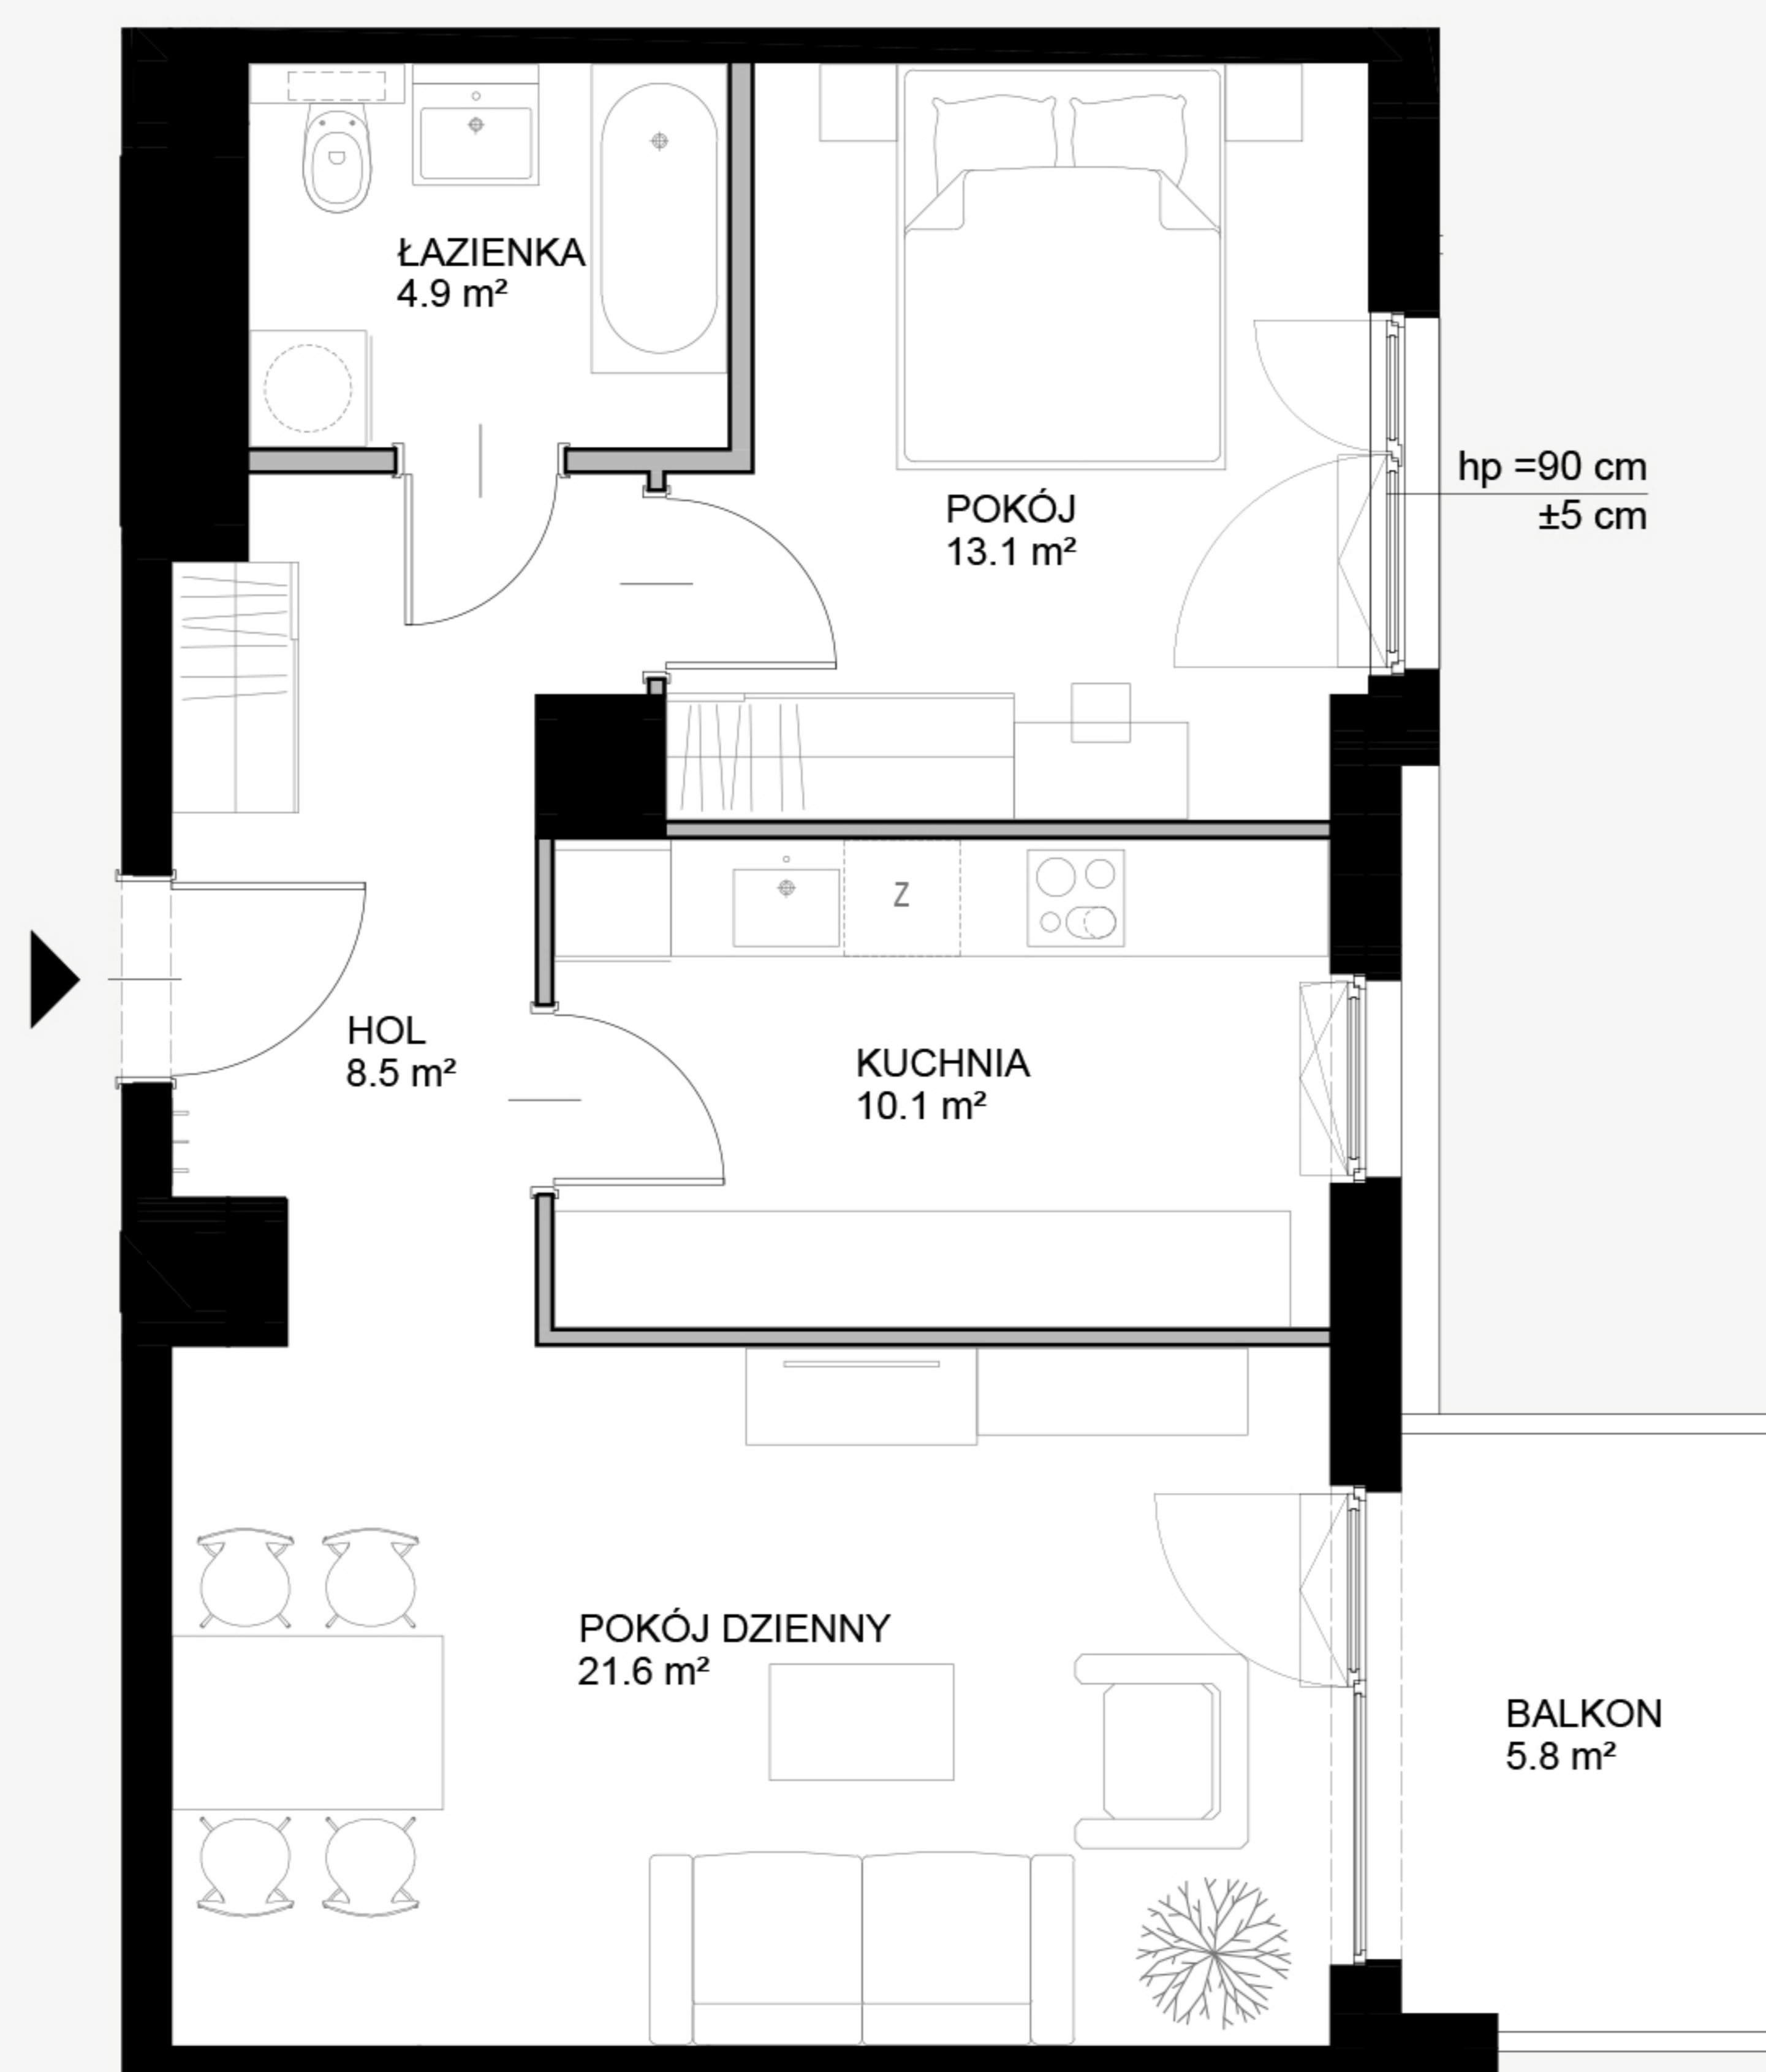 ŁAZIENKA
4.9 m²
hp =90 cm
±5 cm
POKÓJ
13.1 m²
Z
HOL
8.5 m²
KUCHNIA
10.1 m²
POKÓJ DZIENNY
21.6 m²
BALKON
5.8 m²